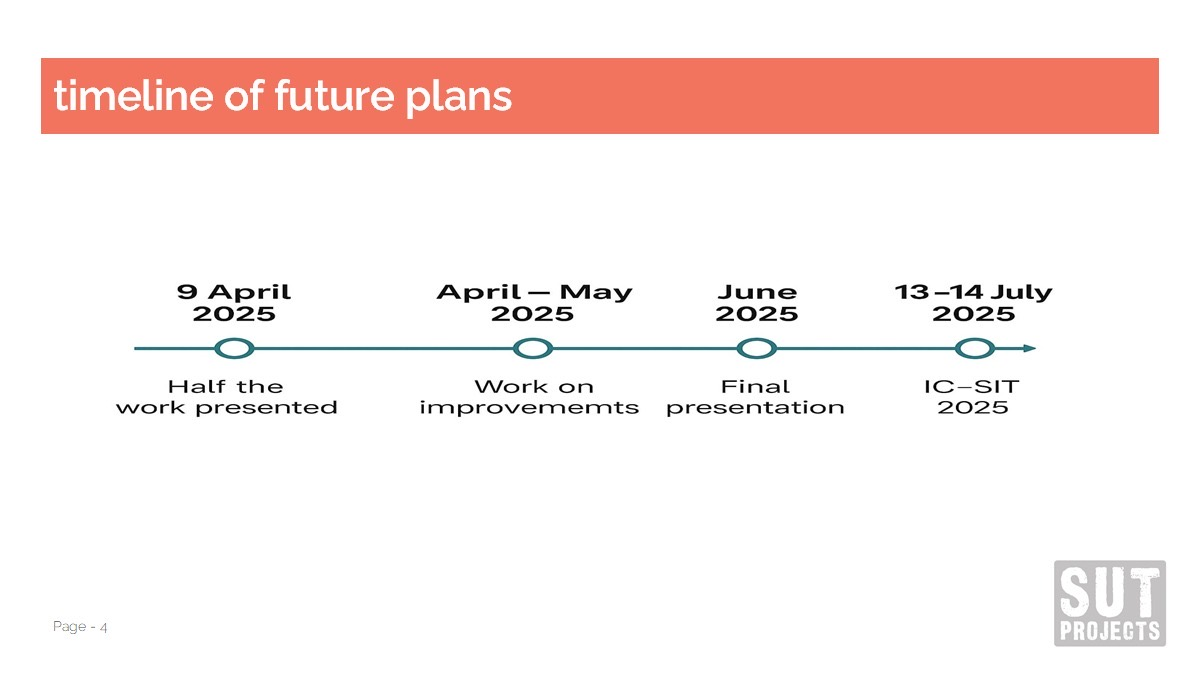 timeline of future plans
9 April
2025
April – May
2025
June
2025
13–14 July
2025
Half the
work presented
Work on
improvememts
Final
presentation
IC–SIT
2025
Page - 4
SUT
PROJECTS